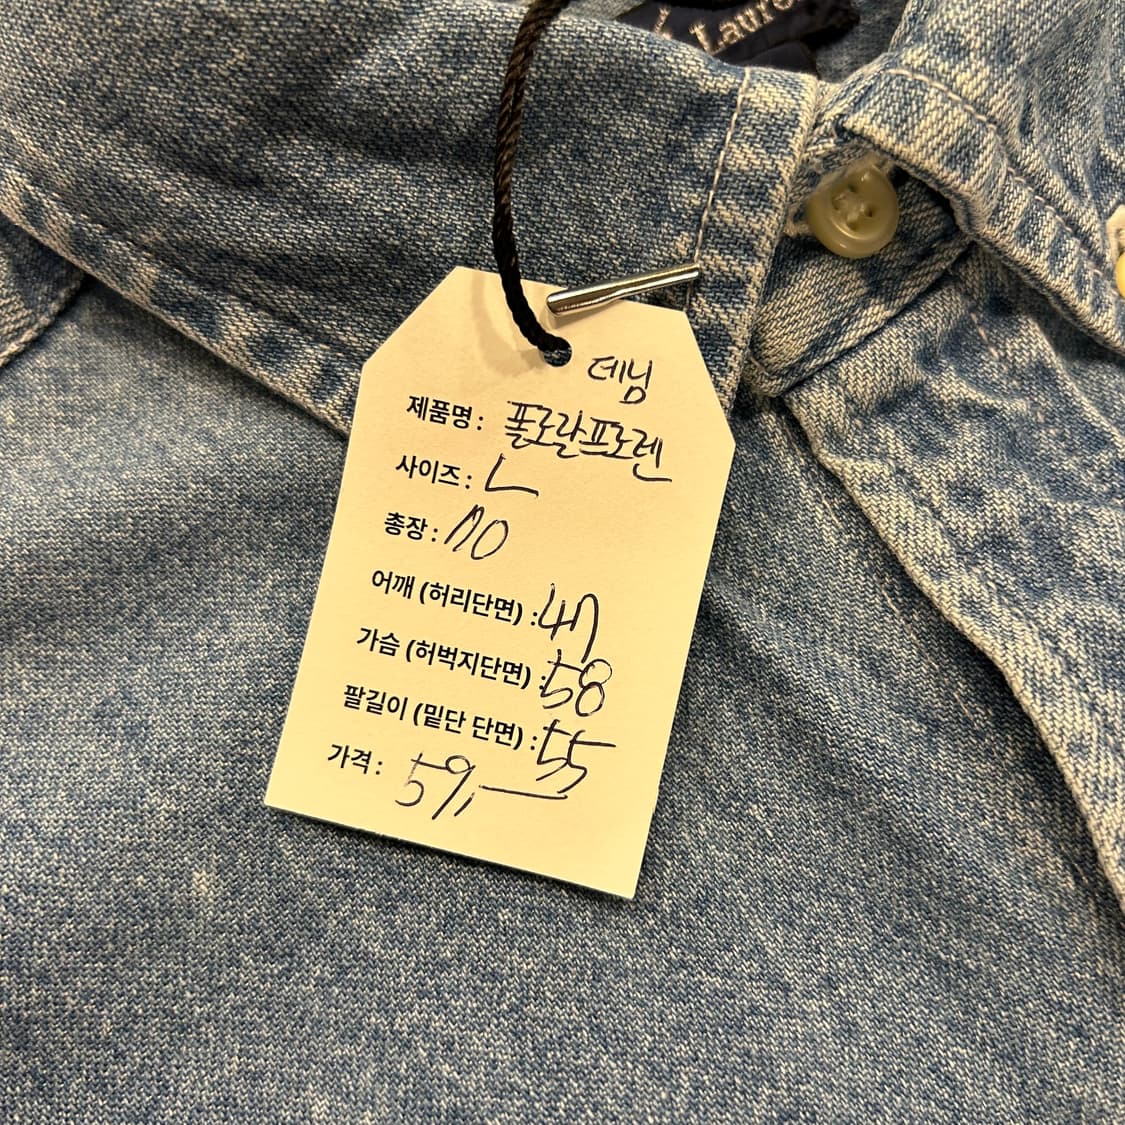 Laure
데님
제품명 : 폴로랄프로렌
사이즈 : L
총장 : 70
어깨 (허리단면) : 47
가슴 (허벅지단면) : 58
팔길이 (밑단 단면) : 55
가격 : 59,—